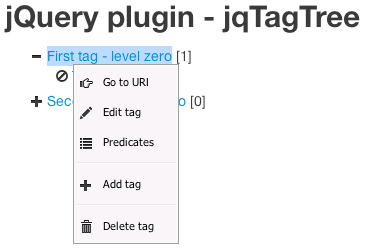 jQuery plugin - jqTagTree
First tag - level zero [1]
Go to URI
Edit tag
Predicates
Add tag
Delete tag
[0]